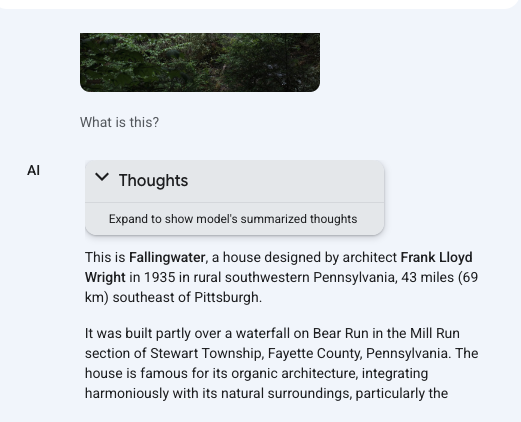 What is this?
AI
Thoughts
Expand to show model's summarized thoughts
This is Fallingwater, a house designed by architect Frank Lloyd
Wright in 1935 in rural southwestern Pennsylvania, 43 miles (69
km) southeast of Pittsburgh.
It was built partly over a waterfall on Bear Run in the Mill Run
section of Stewart Township, Fayette County, Pennsylvania. The
house is famous for its organic architecture, integrating
harmoniously with its natural surroundings, particularly the